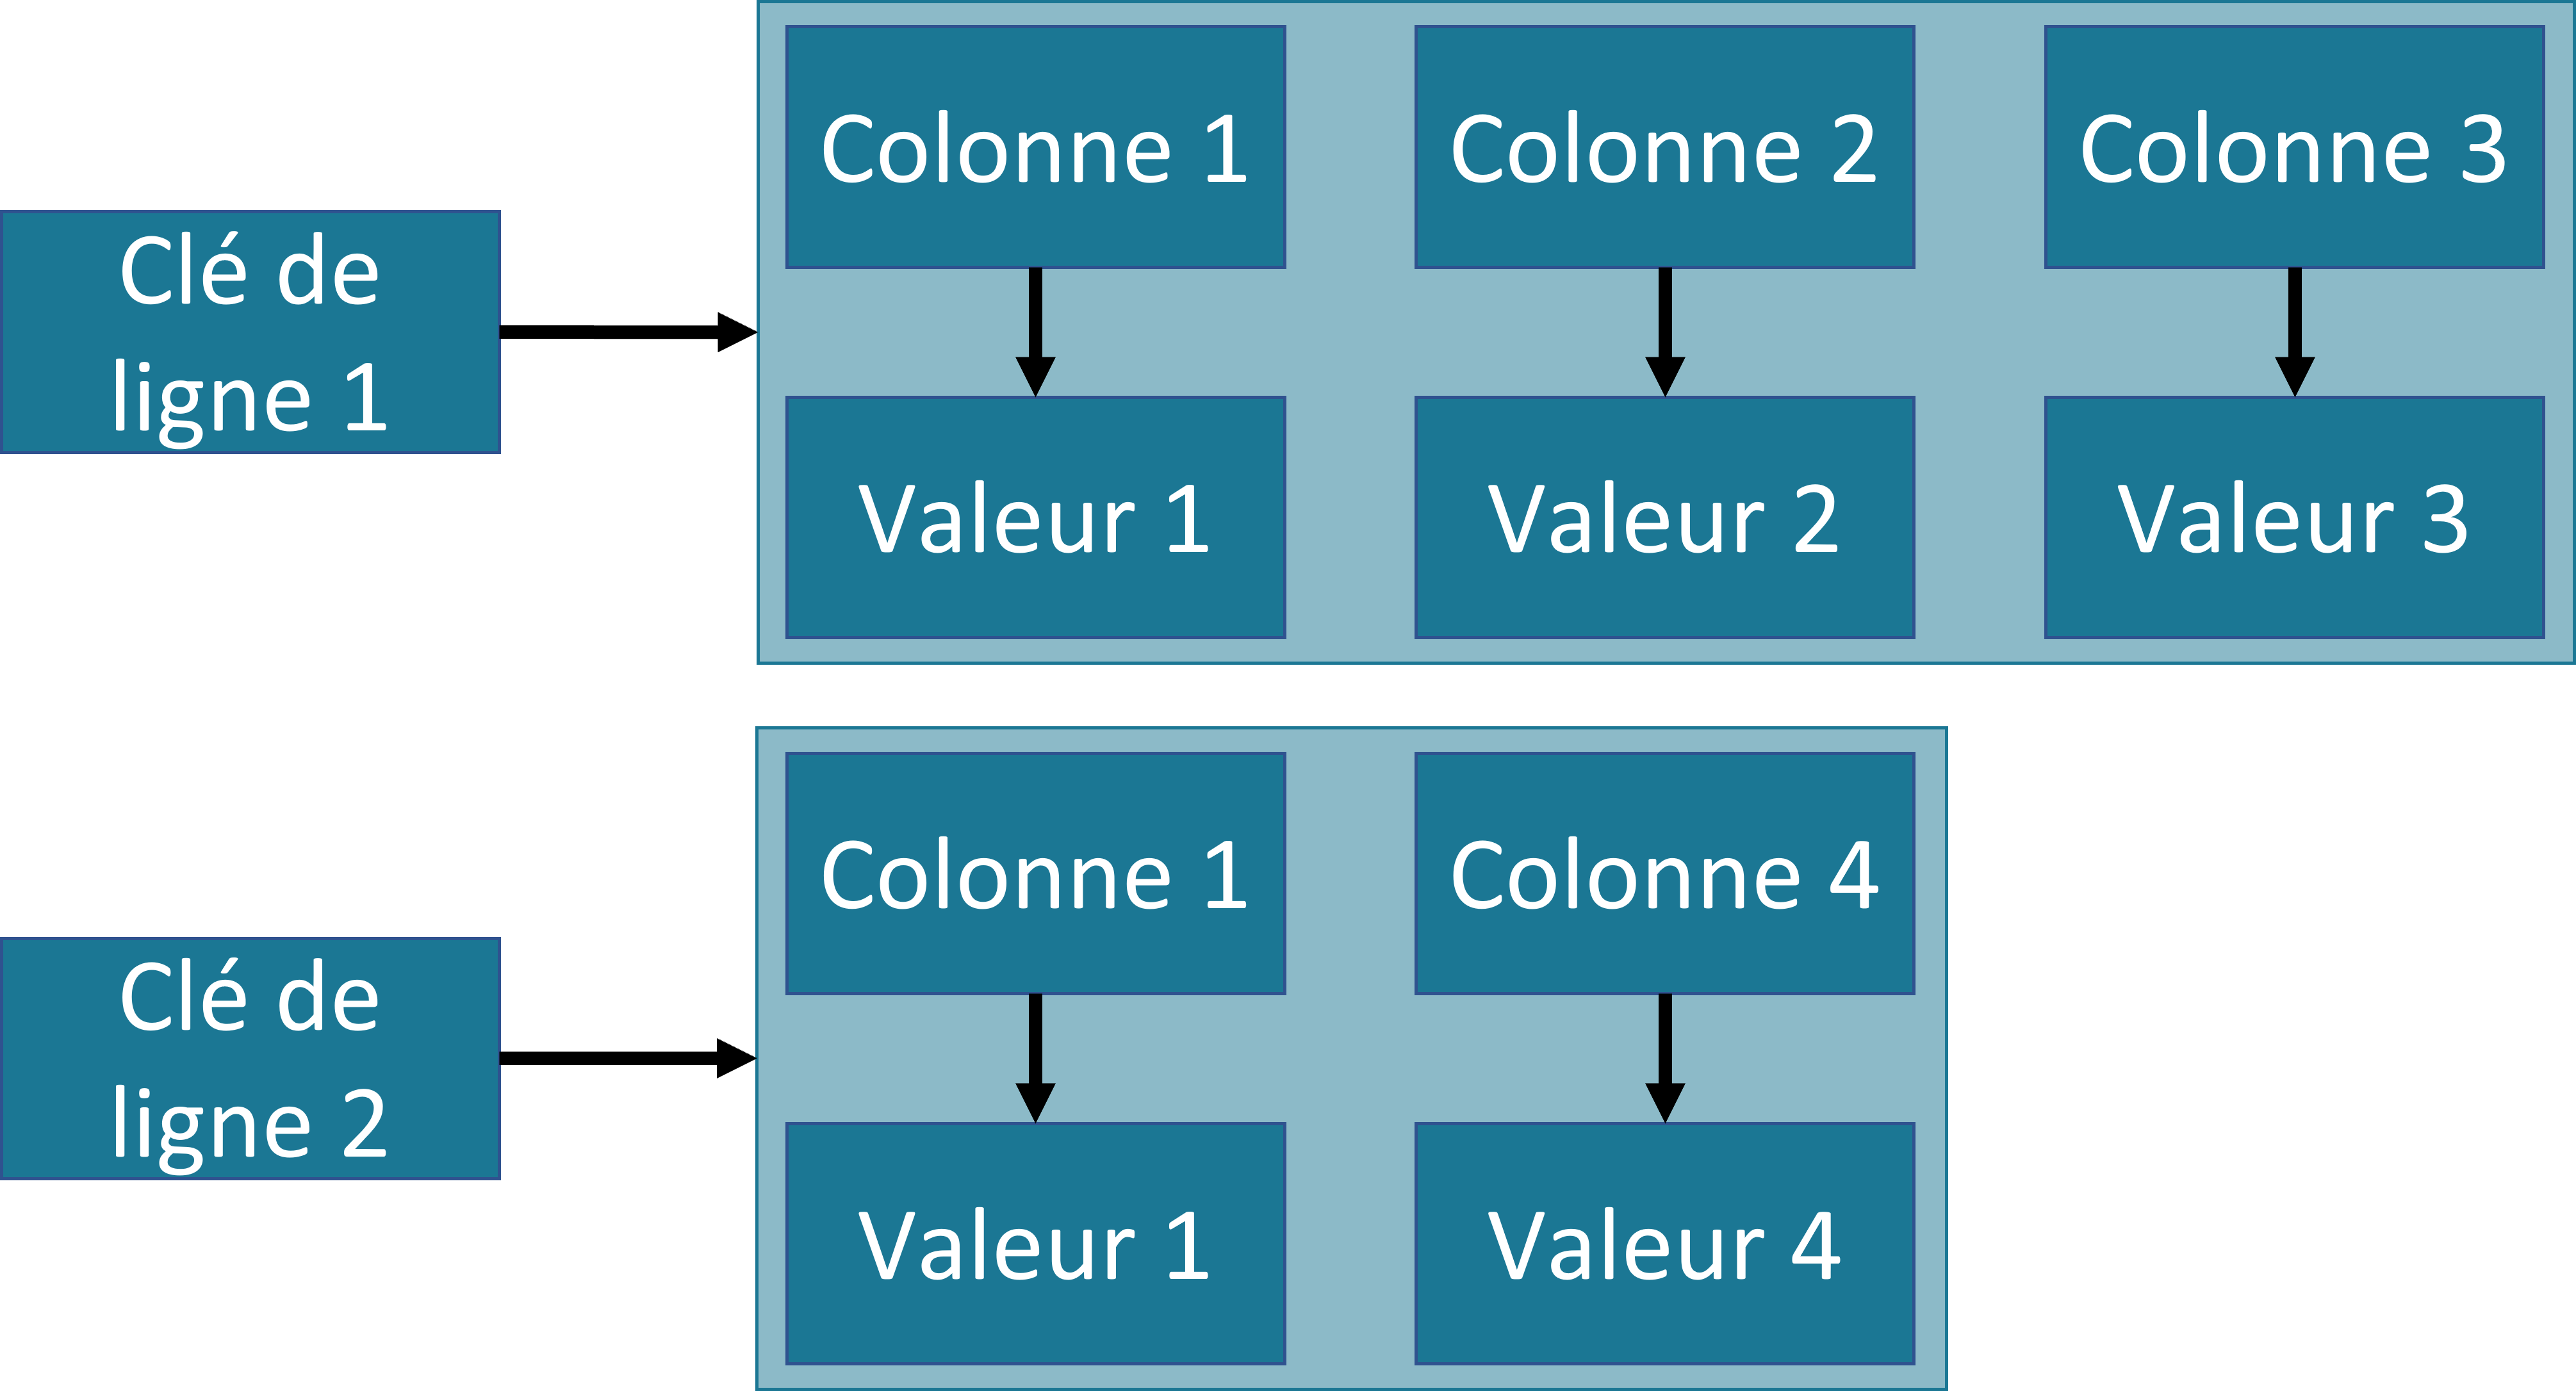 Clé de
ligne 1
Colonne 1
Colonne 2
Colonne 3
Valeur 1
Valeur 2
Valeur 3
Clé de
ligne 2
Colonne 1
Colonne 4
Valeur 1
Valeur 4